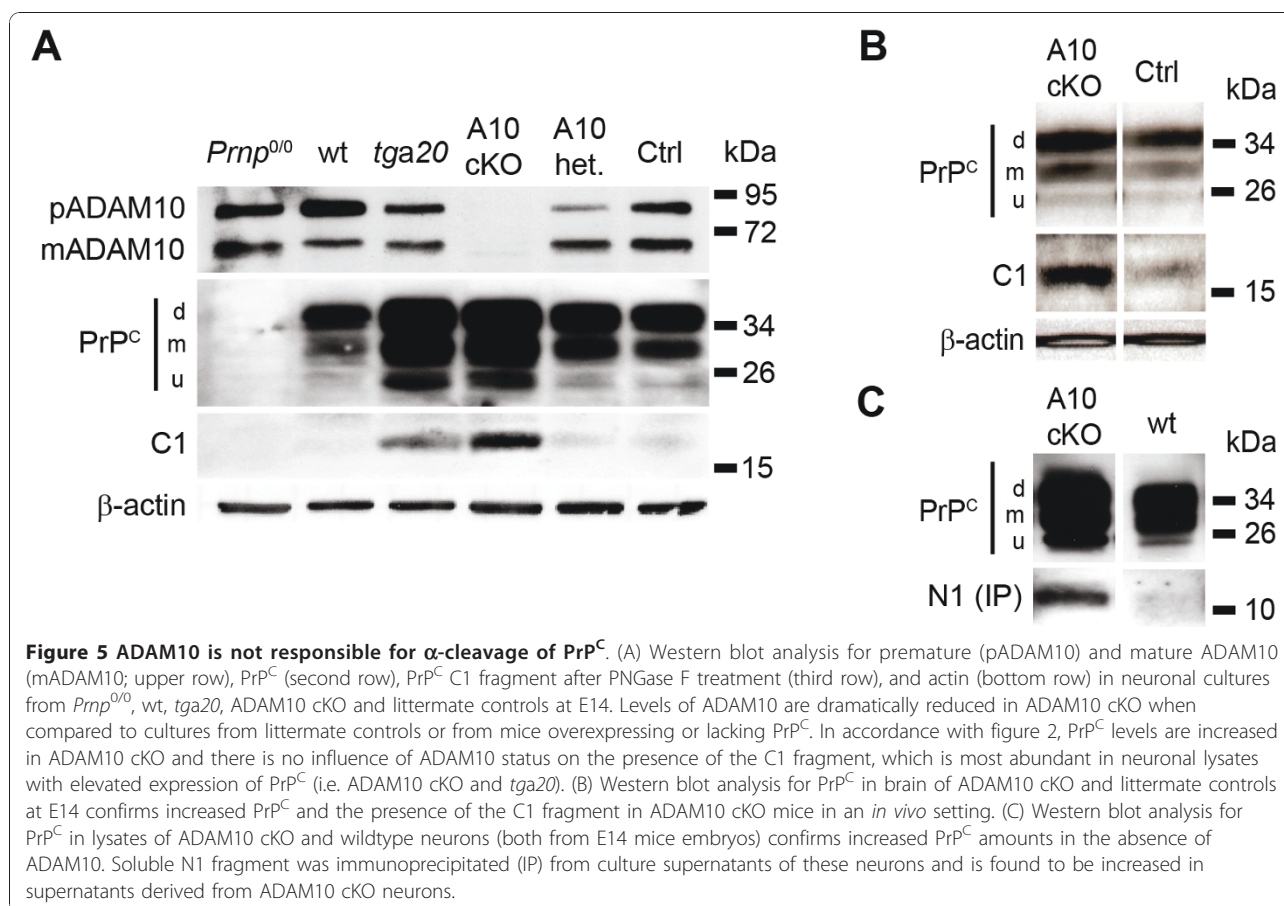 A
Prnp0/0 wt tga20 A10 cKO A10 het. Ctrl kDa
pADAM10
mADAM10
95
72
PrPC
d
m
u
34
26
C1
15
β-actin
B
A10 cKO Ctrl kDa
PrPC
d
m
u
34
26
C1
15
β-actin
C
A10 cKO wt kDa
PrPC
d
m
u
34
26
N1 (IP)
10
Figure 5 ADAM10 is not responsible for α-cleavage of PrPC. (A) Western blot analysis for premature (pADAM10) and mature ADAM10
(mADAM10; upper row), PrPC (second row), PrPC C1 fragment after PNGase F treatment (third row), and actin (bottom row) in neuronal cultures
from Prnp0/0, wt, tga20, ADAM10 cKO and littermate controls at E14. Levels of ADAM10 are dramatically reduced in ADAM10 cKO when
compared to cultures from littermate controls or from mice overexpressing or lacking PrPC. In accordance with figure 2, PrPC levels are increased
in ADAM10 cKO and there is no influence of ADAM10 status on the presence of the C1 fragment, which is most abundant in neuronal lysates
with elevated expression of PrPC (i.e. ADAM10 cKO and tga20). (B) Western blot analysis for PrPC in brain of ADAM10 cKO and littermate controls
at E14 confirms increased PrPC and the presence of the C1 fragment in ADAM10 cKO mice in an in vivo setting. (C) Western blot analysis for
PrPC in lysates of ADAM10 cKO and wildtype neurons (both from E14 mice embryos) confirms increased PrPC amounts in the absence of
ADAM10. Soluble N1 fragment was immunoprecipitated (IP) from culture supernatants of these neurons and is found to be increased in
supernatants derived from ADAM10 cKO neurons.